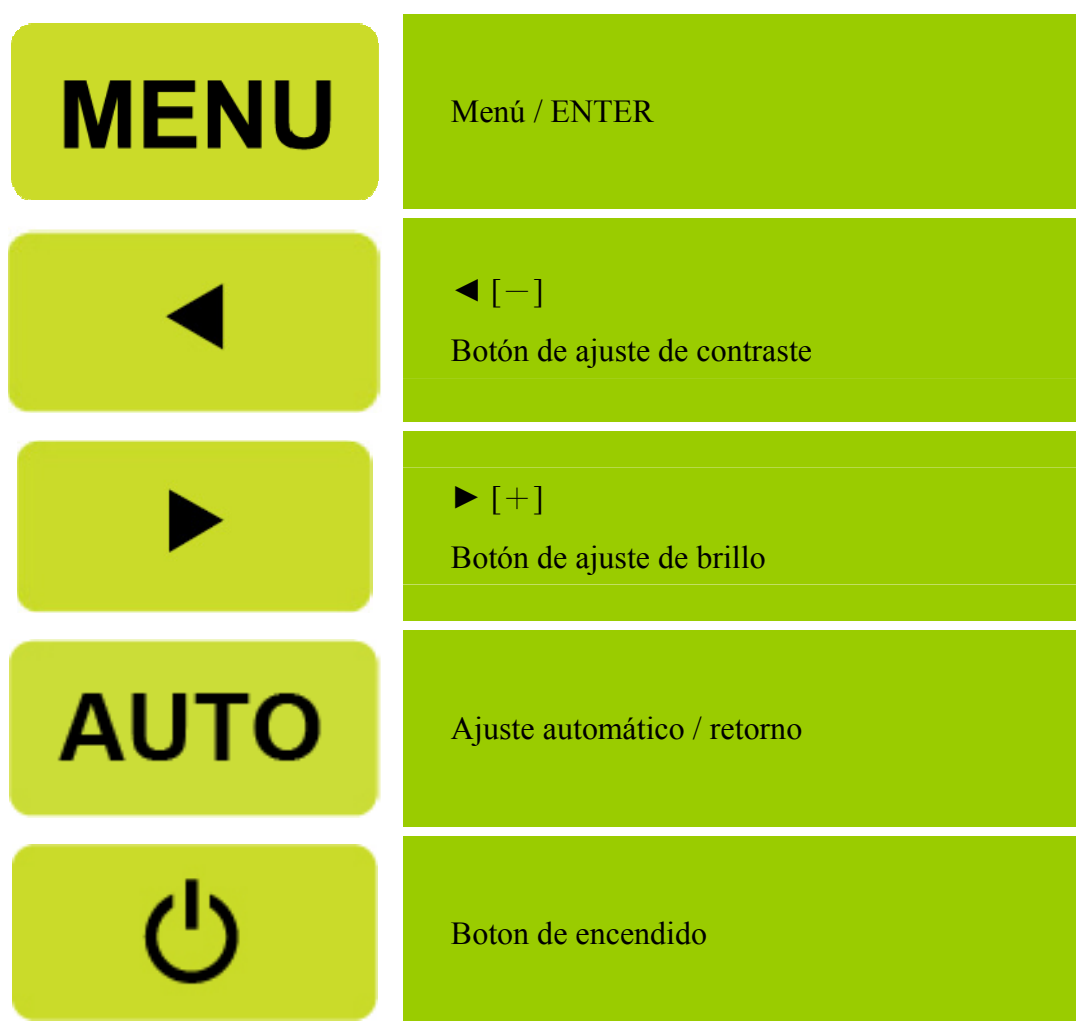 MENU
Menú / ENTER
◄ [－]
Botón de ajuste de contraste
► [＋]
Botón de ajuste de brillo
AUTO
Ajuste automático / retorno
Boton de encendido